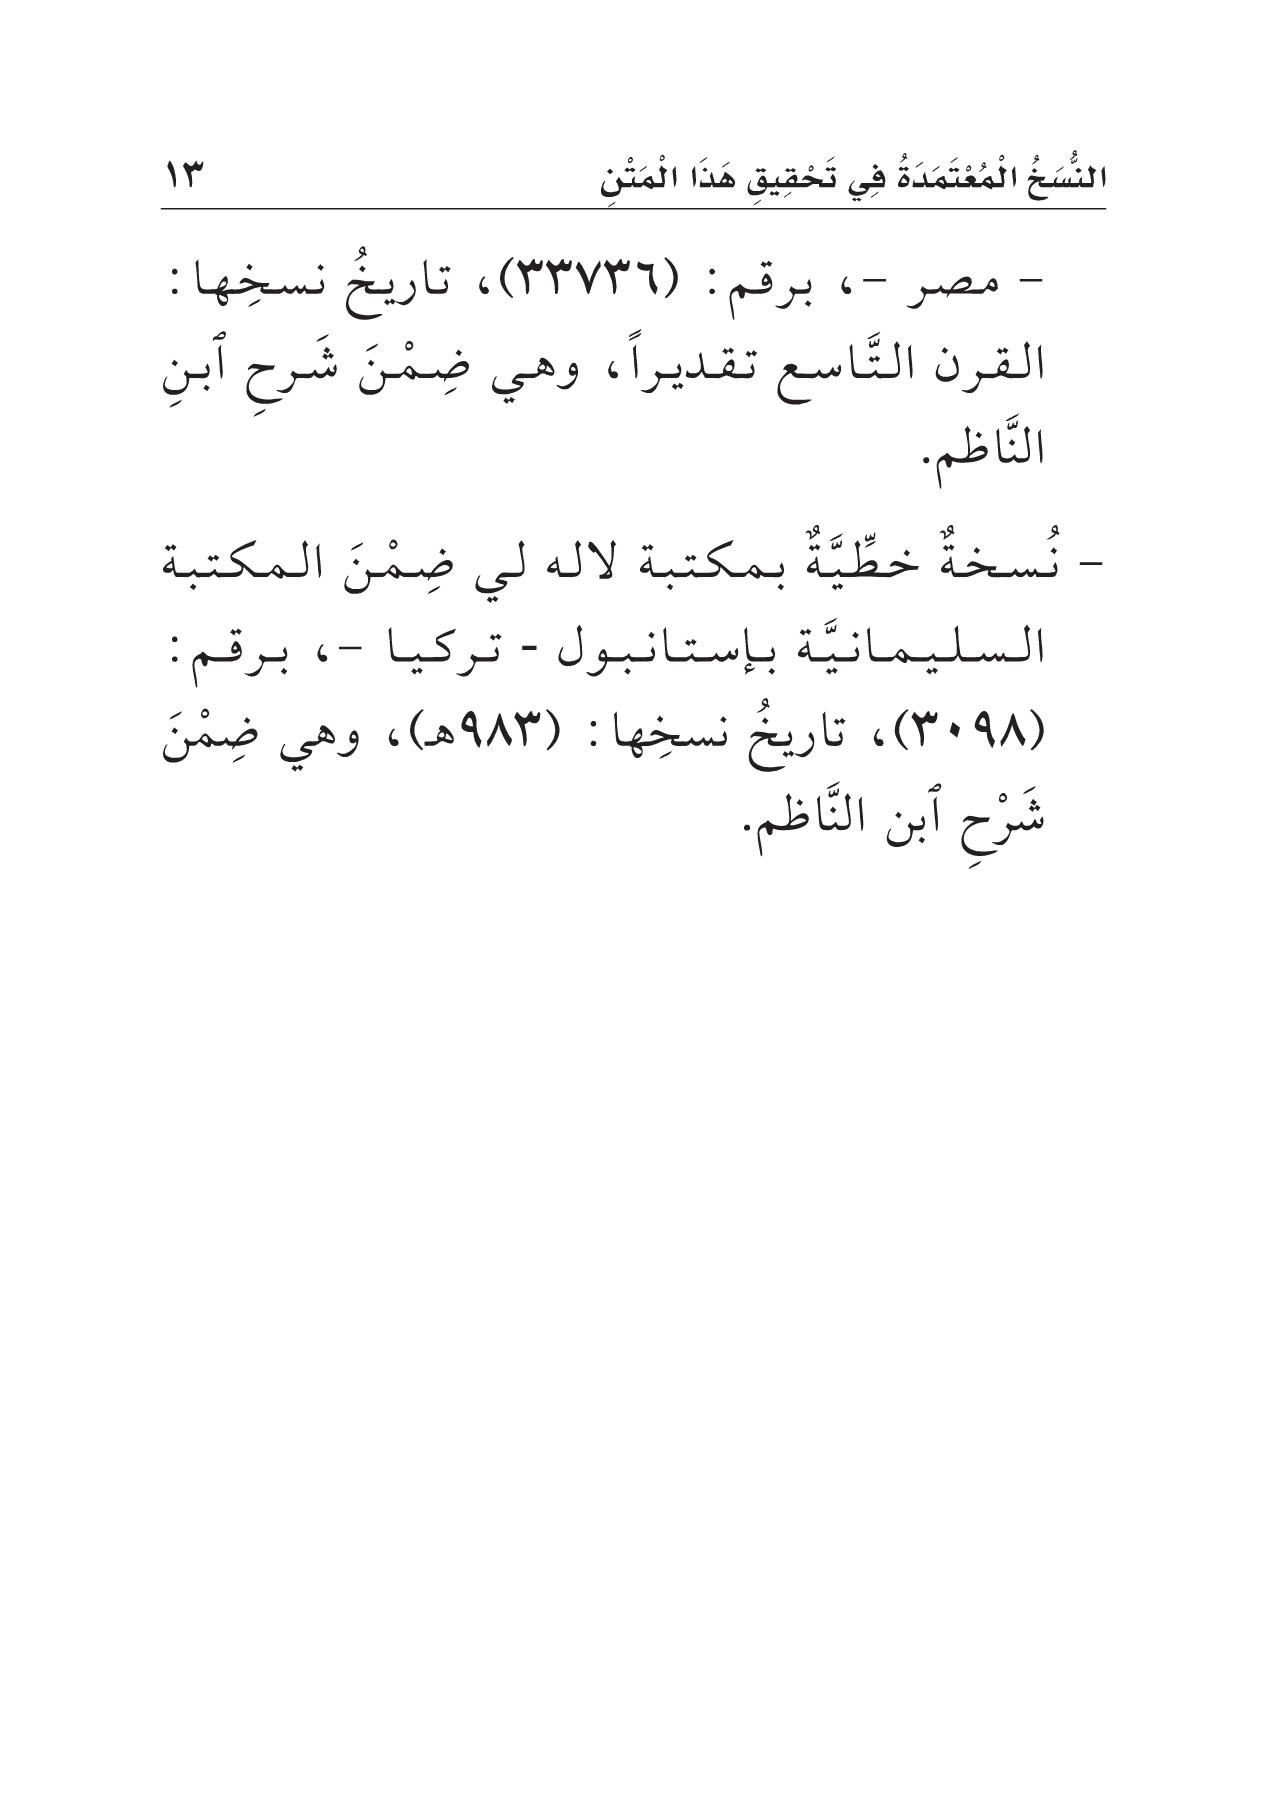 النُّسَخُ الْمُعْتَمَدَةُ فِي تَحْقِيقِ هَذَا الْمَتْنِ ١٣
– مصر –، برقم: (٣٣٧٣٦)، تاريخُ نسخِها:
القرن التَّاسع تقديراً، وهي ضِمْنَ شَرحِ ٱبنِ
النَّاظم.
– نُسخةٌ خطِّيَّةٌ بمكتبة لاله لي ضِمْنَ المكتبة
السليمانيَّة بإستانبول - تركيا –، برقم:
(٣٠٩٨)، تاريخُ نسخِها: (٩٨٣هـ)، وهي ضِمْنَ
شَرْحِ ٱبن النَّاظم.